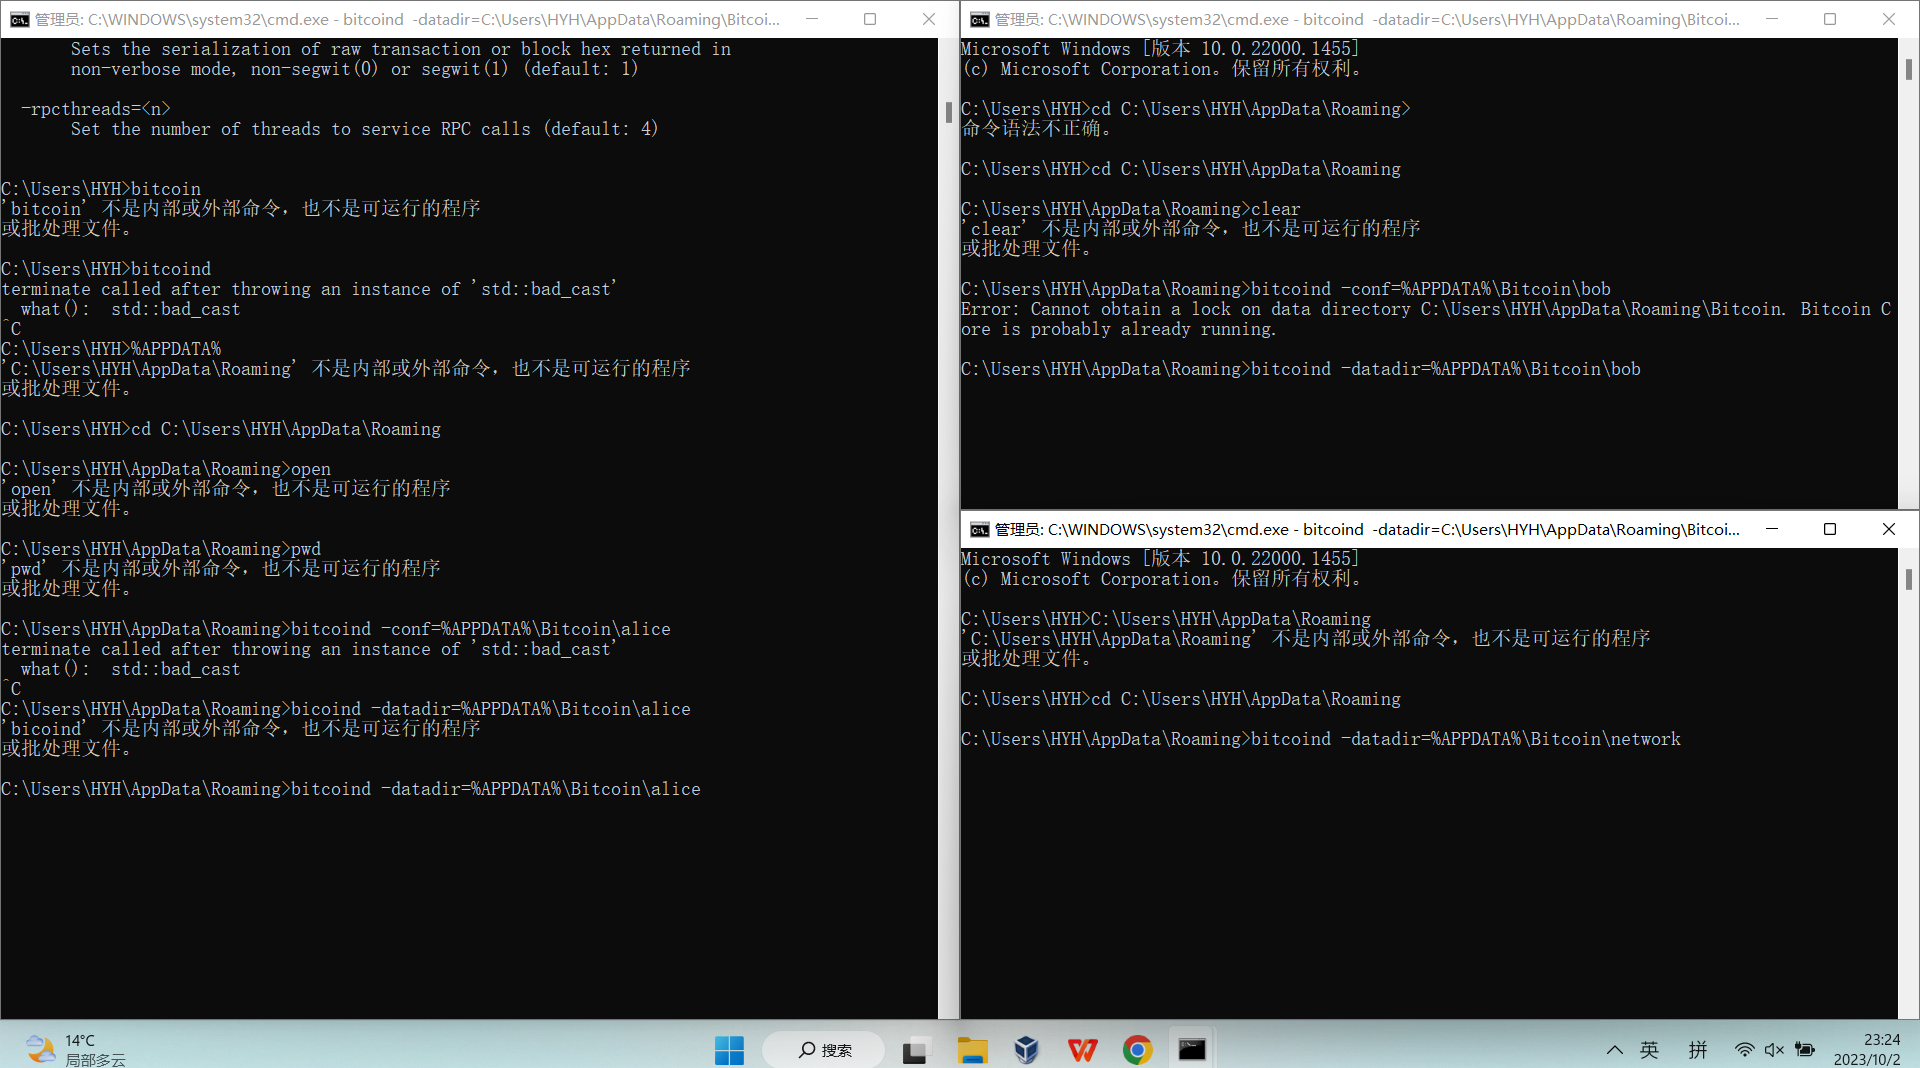 管理员: C:\WINDOWS\system32\cmd.exe - bitcoind  -datadir=C:\Users\HYH\AppData\Roaming\Bitcoi...
Sets the serialization of raw transaction or block hex returned in
non-verbose mode, non-segwit(0) or segwit(1) (default: 1)
-rpcthreads=<n>
Set the number of threads to service RPC calls (default: 4)
C:\Users\HYH>bitcoin
'bitcoin' 不是内部或外部命令，也不是可运行的程序
或批处理文件。
C:\Users\HYH>bitcoind
terminate called after throwing an instance of 'std::bad_cast'
what():  std::bad_cast
^C
C:\Users\HYH>%APPDATA%
'C:\Users\HYH\AppData\Roaming' 不是内部或外部命令，也不是可运行的程序
或批处理文件。
C:\Users\HYH>cd C:\Users\HYH\AppData\Roaming
C:\Users\HYH\AppData\Roaming>open
'open' 不是内部或外部命令，也不是可运行的程序
或批处理文件。
C:\Users\HYH\AppData\Roaming>pwd
'pwd' 不是内部或外部命令，也不是可运行的程序
或批处理文件。
C:\Users\HYH\AppData\Roaming>bitcoind -conf=%APPDATA%\Bitcoin\alice
terminate called after throwing an instance of 'std::bad_cast'
what():  std::bad_cast
^C
C:\Users\HYH\AppData\Roaming>bicoind -datadir=%APPDATA%\Bitcoin\alice
'bicoind' 不是内部或外部命令，也不是可运行的程序
或批处理文件。
C:\Users\HYH\AppData\Roaming>bitcoind -datadir=%APPDATA%\Bitcoin\alice
管理员: C:\WINDOWS\system32\cmd.exe - bitcoind  -datadir=C:\Users\HYH\AppData\Roaming\Bitcoi...
Microsoft Windows [版本 10.0.22000.1455]
(c) Microsoft Corporation。保留所有权利。
C:\Users\HYH>cd C:\Users\HYH\AppData\Roaming>
命令语法不正确。
C:\Users\HYH>cd C:\Users\HYH\AppData\Roaming
C:\Users\HYH\AppData\Roaming>clear
'clear' 不是内部或外部命令，也不是可运行的程序
或批处理文件。
C:\Users\HYH\AppData\Roaming>bitcoind -conf=%APPDATA%\Bitcoin\bob
Error: Cannot obtain a lock on data directory C:\Users\HYH\AppData\Roaming\Bitcoin. Bitcoin C
ore is probably already running.
C:\Users\HYH\AppData\Roaming>bitcoind -datadir=%APPDATA%\Bitcoin\bob
管理员: C:\WINDOWS\system32\cmd.exe - bitcoind  -datadir=C:\Users\HYH\AppData\Roaming\Bitcoi...
Microsoft Windows [版本 10.0.22000.1455]
(c) Microsoft Corporation。保留所有权利。
C:\Users\HYH>C:\Users\HYH\AppData\Roaming
'C:\Users\HYH\AppData\Roaming' 不是内部或外部命令，也不是可运行的程序
或批处理文件。
C:\Users\HYH>cd C:\Users\HYH\AppData\Roaming
C:\Users\HYH\AppData\Roaming>bitcoind -datadir=%APPDATA%\Bitcoin\network
14°C
局部多云
搜索
英
拼
23:24
2023/10/2